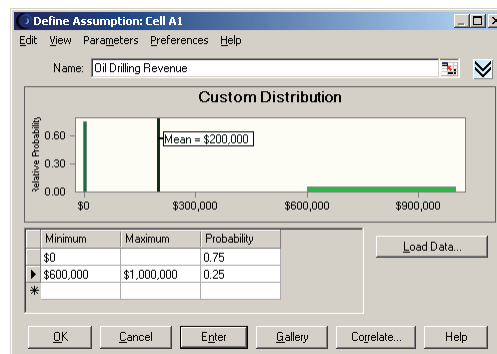 Define Assumption: Cell A1
Edit View Parameters Preferences Help
Name: Oil Drilling Revenue
Custom Distribution
Relative Probability
0.60
0.30
0.00
Mean = $200,000
$0 $300,000 $600,000 $900,000
Minimum Maximum Probability
$0 0.75
$600,000 $1,000,000 0.25
Load Data...
OK Cancel Enter Gallery Correlate... Help